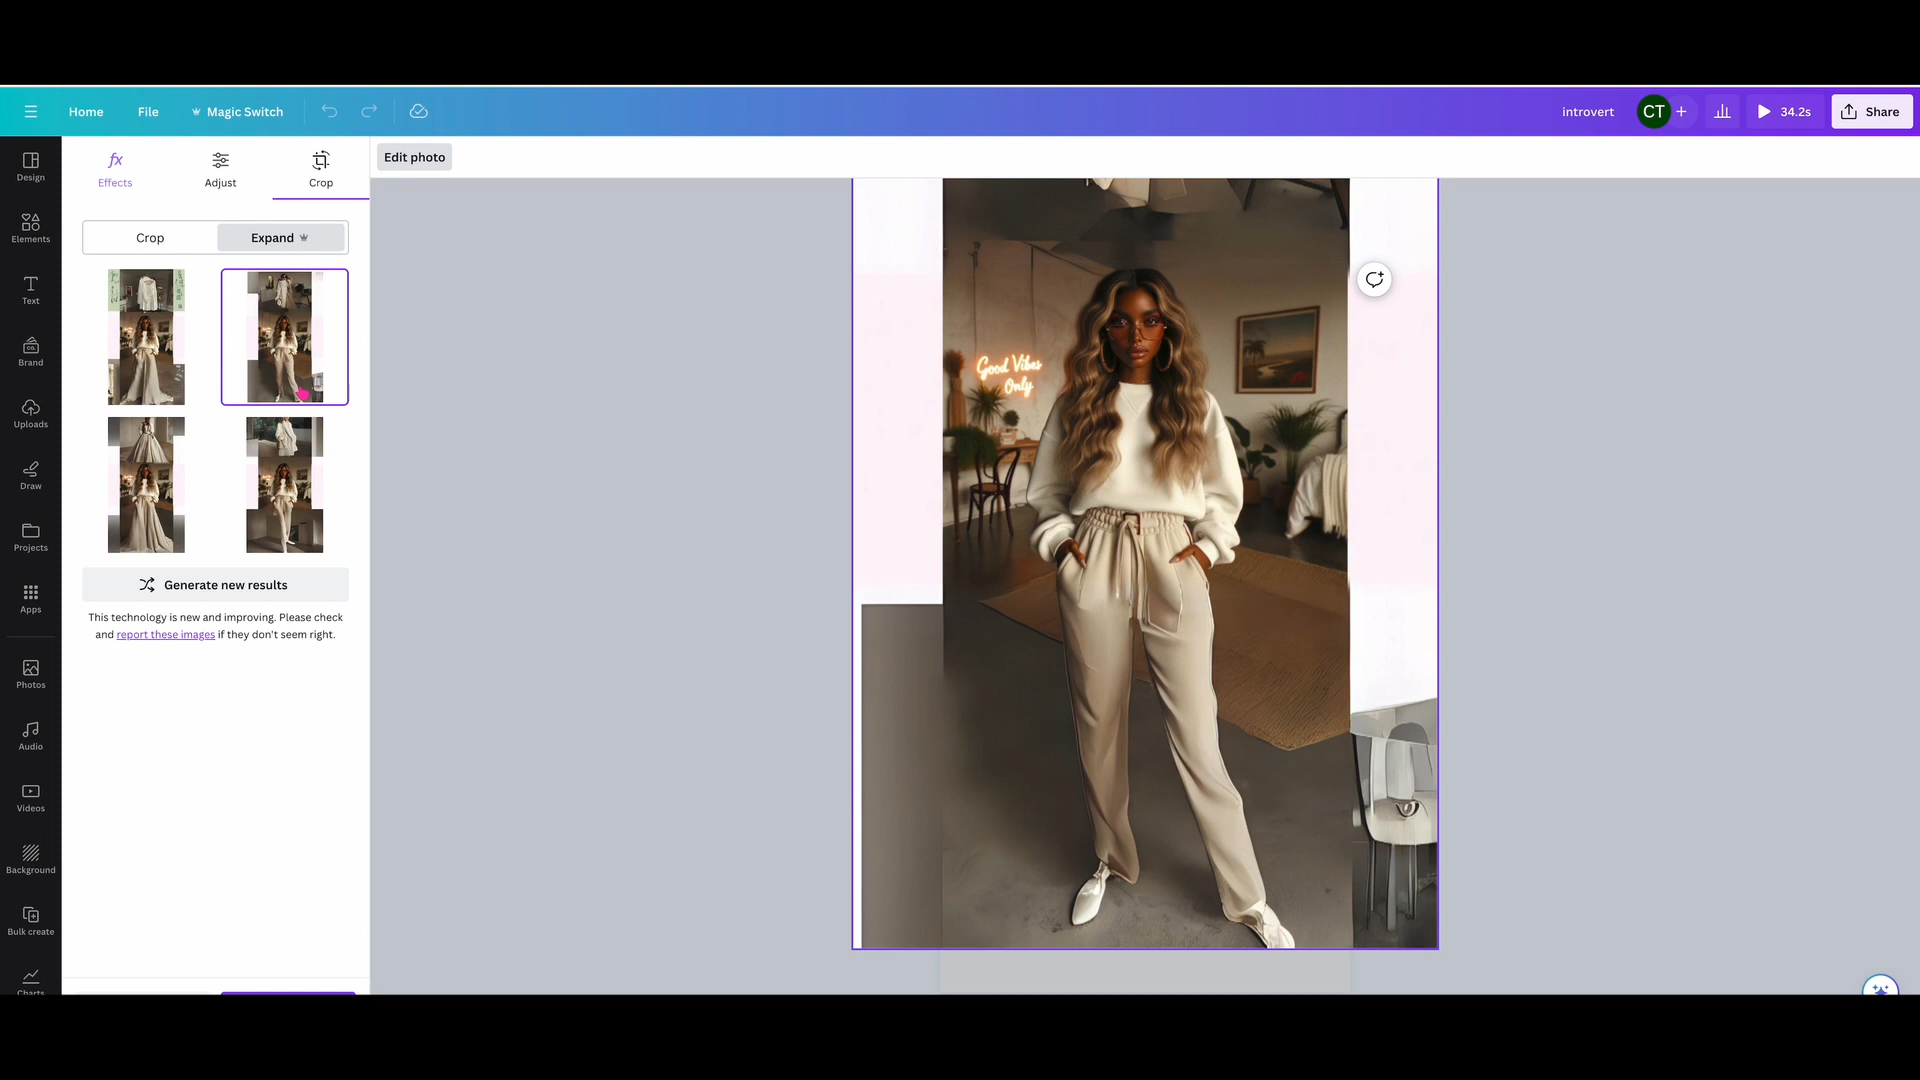 Home
File
Magic Switch
introvert
CT
+
34.2s
Share
Design
Elements
Text
Brand
Uploads
Draw
Projects
Apps
Photos
Audio
Videos
Background
Bulk create
Charts
fx
Effects
Adjust
Crop
Edit photo
Crop
Expand
Generate new results
This technology is new and improving. Please check
and report these images if they don't seem right.
Good Vibes
Only